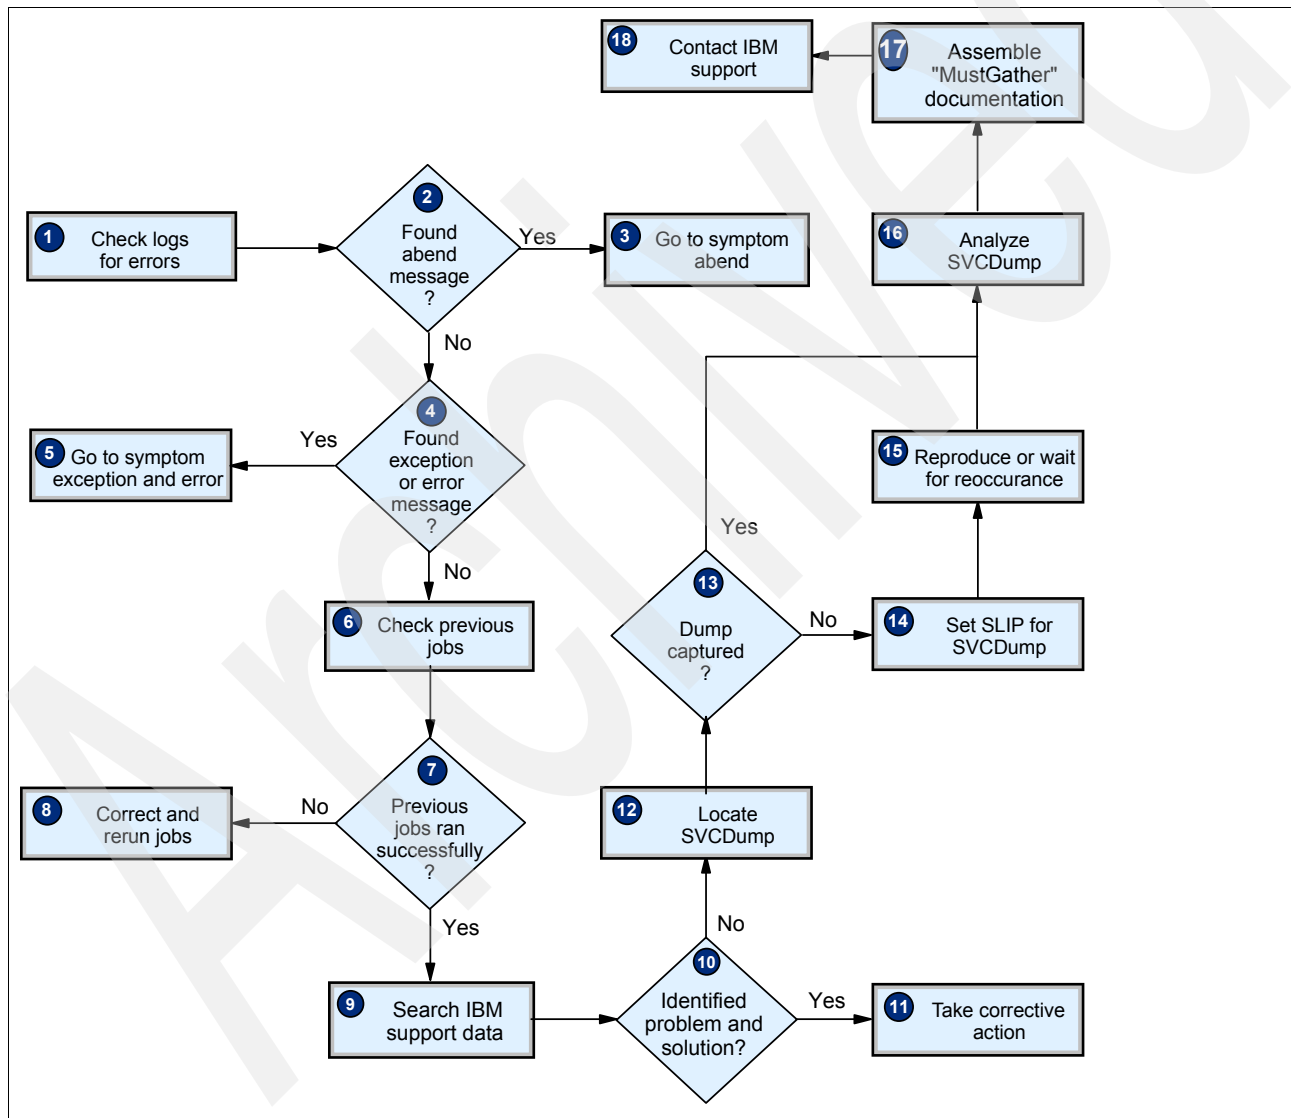 18
Contact IBM
support
17
Assemble
"MustGather"
documentation
1
Check logs
for errors
2
Found
abend
message
?
Yes
3
Go to symptom
abend
16
Analyze
SVCDump
No
4
Found
exception
or error
message
?
Yes
5
Go to symptom
exception and error
15
Reproduce or wait
for reoccurance
No
6
Check previous
jobs
Yes
13
Dump
captured
?
No
14
Set SLIP for
SVCDump
7
Previous
jobs ran
successfully
?
No
8
Correct and
rerun jobs
12
Locate
SVCDump
Yes
No
9
Search IBM
support data
10
Identified
problem and
solution?
Yes
11
Take corrective
action
Archived